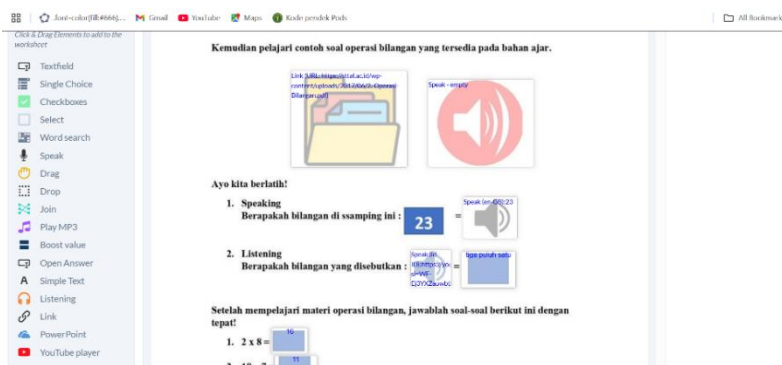 .font-color{fill:#666}...
Gmail
YouTube
Maps
Kode pendek Pods
All Bookmark
Click & Drag Elements to add to the
worksheet
Textfield
Single Choice
Checkboxes
Select
Word search
Speak
Drag
Drop
Join
Play MP3
Boost value
Open Answer
Simple Text
Listening
Link
PowerPoint
YouTube player
Kemudian pelajari contoh soal operasi bilangan yang tersedia pada bahan ajar.
Speak - empty
Ayo kita berlatih!
1. Speaking
Berapakah bilangan di ssamping ini : 23 =
Speak (en-GB):23
2. Listening
Berapakah bilangan yang disebutkan : =
tiga puluh satu
Setelah mempelajari materi operasi bilangan, jawablah soal-soal berikut ini dengan
tepat!
1. 2 x 8 = 16
11